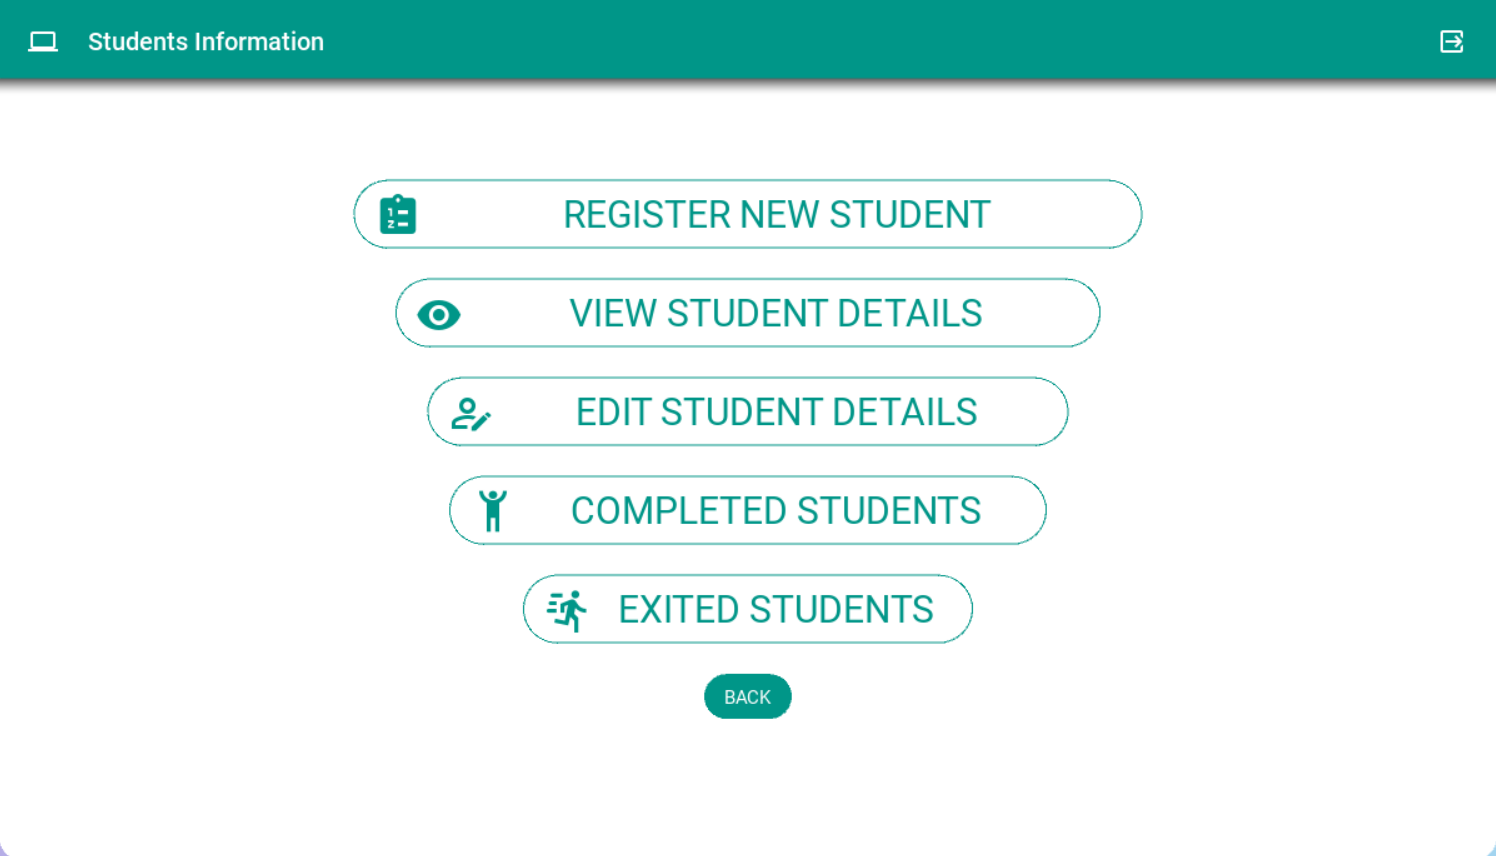 Students Information
REGISTER NEW STUDENT
VIEW STUDENT DETAILS
EDIT STUDENT DETAILS
COMPLETED STUDENTS
EXITED STUDENTS
BACK